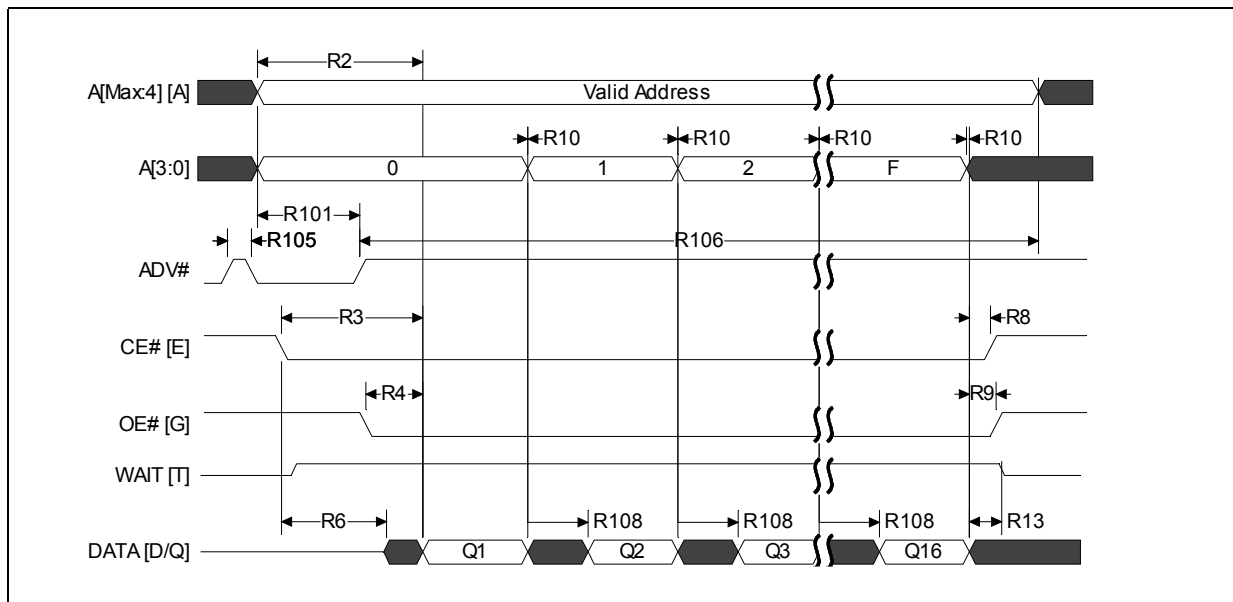 R2
A[Max:4] [A]
Valid Address
R10 R10 R10 R10
A[3:0]
0 1 2 F
R101
R105
R106
ADV#
R3
R8
CE# [E]
R4
R9
OE# [G]
WAIT [T]
R6
R108 R108 R108 R13
DATA [D/Q]
Q1 Q2 Q3 Q16